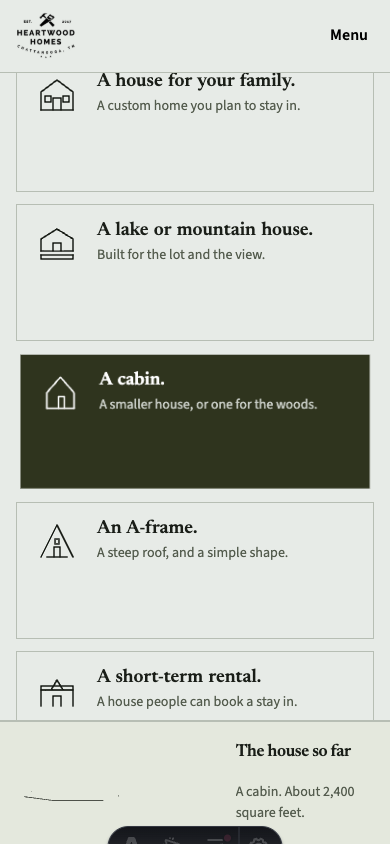 EST. 2017
HEARTWOOD
HOMES
CHATTANOOGA, TN
Menu
A house for your family.
A custom home you plan to stay in.
A lake or mountain house.
Built for the lot and the view.
A cabin.
A smaller house, or one for the woods.
An A-frame.
A steep roof, and a simple shape.
A short-term rental.
A house people can book a stay in.
The house so far
A cabin. About 2,400
square feet.